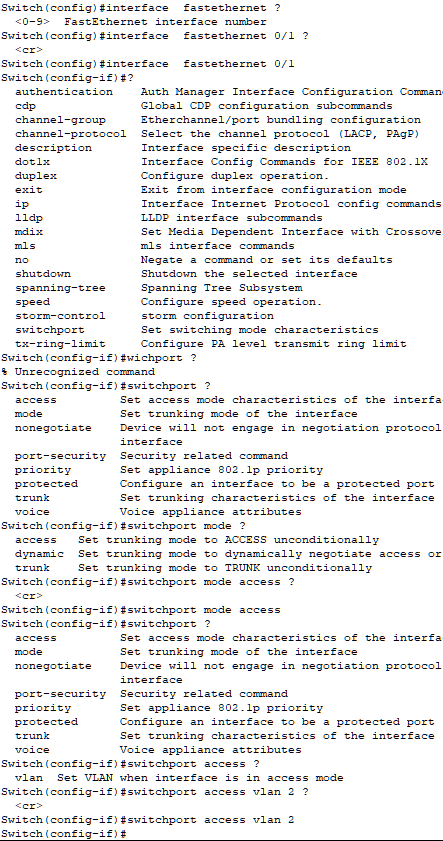 Switch(config)#interface  fastethernet ?
  <0-9>  FastEthernet interface number
Switch(config)#interface  fastethernet 0/1 ?
  <cr>
Switch(config)#interface  fastethernet 0/1
Switch(config-if)#?
  authentication    Auth Manager Interface Configuration Comman
  cdp               Global CDP configuration subcommands
  channel-group     Etherchannel/port bundling configuration
  channel-protocol  Select the channel protocol (LACP, PAgP)
  description       Interface specific description
  dot1x             Interface Config Commands for IEEE 802.1X
  duplex            Configure duplex operation.
  exit              Exit from interface configuration mode
  ip                Interface Internet Protocol config commands
  lldp              LLDP interface subcommands
  mdix              Set Media Dependent Interface with Crossove
  mls               mls interface commands
  no                Negate a command or set its defaults
  shutdown          Shutdown the selected interface
  spanning-tree     Spanning Tree Subsystem
  speed             Configure speed operation.
  storm-control     storm configuration
  switchport        Set switching mode characteristics
  tx-ring-limit     Configure PA level transmit ring limit
Switch(config-if)#wichport ?
% Unrecognized command
Switch(config-if)#switchport ?
  access         Set access mode characteristics of the interfa
  mode           Set trunking mode of the interface
  nonegotiate    Device will not engage in negotiation protocol
                 interface
  port-security  Security related command
  priority       Set appliance 802.1p priority
  protected      Configure an interface to be a protected port
  trunk          Set trunking characteristics of the interface
  voice          Voice appliance attributes
Switch(config-if)#switchport mode ?
  access   Set trunking mode to ACCESS unconditionally
  dynamic  Set trunking mode to dynamically negotiate access or
  trunk    Set trunking mode to TRUNK unconditionally
Switch(config-if)#switchport mode access ?
  <cr>
Switch(config-if)#switchport mode access
Switch(config-if)#switchport ?
  access         Set access mode characteristics of the interfa
  mode           Set trunking mode of the interface
  nonegotiate    Device will not engage in negotiation protocol
                 interface
  port-security  Security related command
  priority       Set appliance 802.1p priority
  protected      Configure an interface to be a protected port
  trunk          Set trunking characteristics of the interface
  voice          Voice appliance attributes
Switch(config-if)#switchport access ?
  vlan  Set VLAN when interface is in access mode
Switch(config-if)#switchport access vlan 2 ?
  <cr>
Switch(config-if)#switchport access vlan 2
Switch(config-if)#